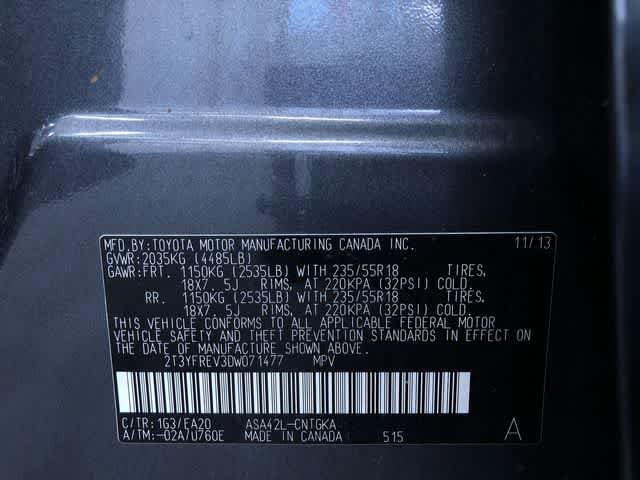 MFD.BY:TOYOTA MOTOR MANUFACTURING CANADA INC. 11/13
GVWR:2035KG (4485LB)
GAWR:FRT. 1150KG (2535LB) WITH 235/55R18 TIRES,
18X7.5J RIMS, AT 220KPA (32PSI) COLD.
RR. 1150KG (2535LB) WITH 235/55R18 TIRES,
18X7.5J RIMS, AT 220KPA (32PSI) COLD.
THIS VEHICLE CONFORMS TO ALL APPLICABLE FEDERAL MOTOR
VEHICLE SAFETY AND THEFT PREVENTION STANDARDS IN EFFECT ON
THE DATE OF MANUFACTURE SHOWN ABOVE.
2T3YFREV3DW071477 MPV
C/TR:1G3/EA20 ASA42L-CNTGKA
A/TM:-02A/U760E MADE IN CANADA 515 A